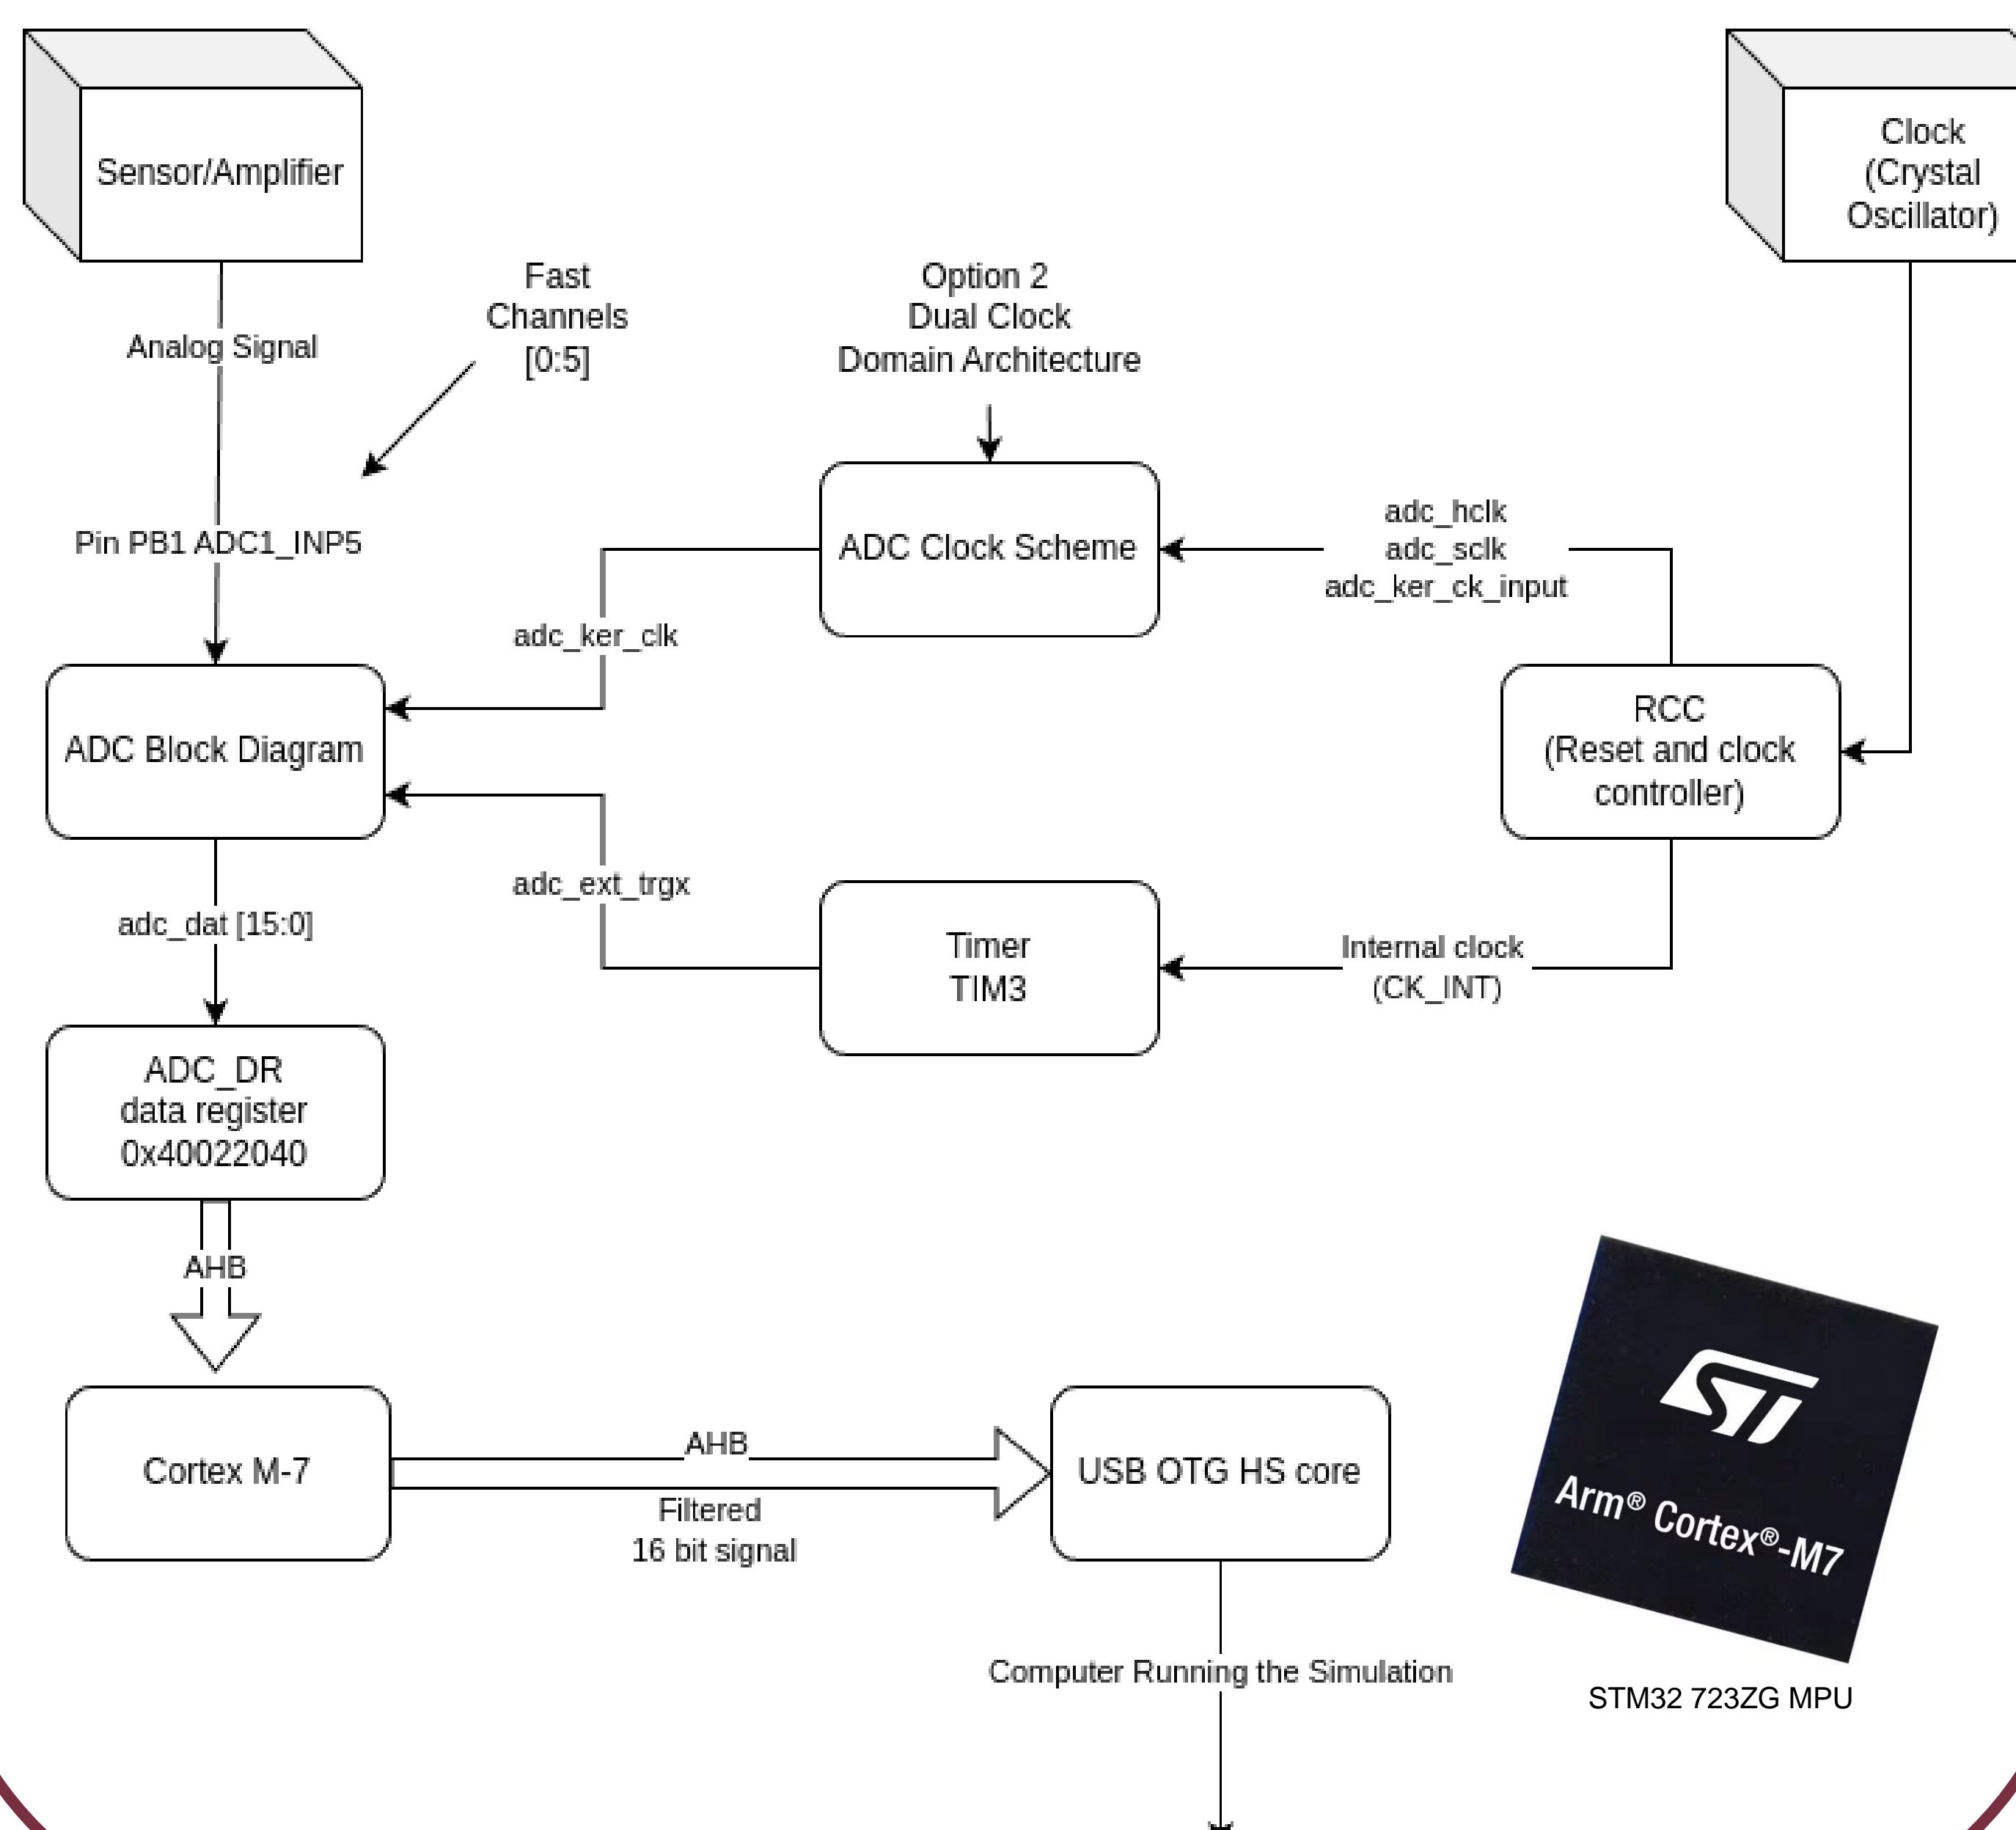 Sensor/Amplifier
Clock
(Crystal
Oscillator)
Analog Signal
Fast
Channels
[0:5]
Option 2
Dual Clock
Domain Architecture
Pin PB1 ADC1_INP5
ADC Clock Scheme
adc_hclk
adc_sclk
adc_ker_ck_input
adc_ker_clk
ADC Block Diagram
RCC
(Reset and clock
controller)
adc_ext_trgx
adc_dat [15:0]
Timer
TIM3
Internal clock
(CK_INT)
ADC_DR
data register
0x40022040
AHB
Cortex M-7
AHB
Filtered
16 bit signal
USB OTG HS core
ST
Arm® Cortex®-M7
Computer Running the Simulation
STM32 723ZG MPU